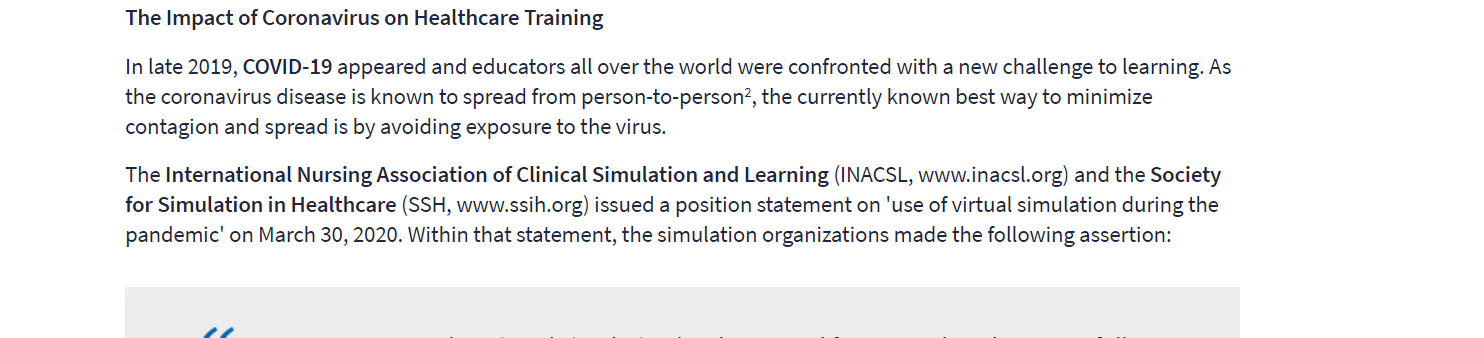 The Impact of Coronavirus on Healthcare Training
In late 2019, COVID-19 appeared and educators all over the world were confronted with a new challenge to learning. As
the coronavirus disease is known to spread from person-to-person², the currently known best way to minimize
contagion and spread is by avoiding exposure to the virus.
The International Nursing Association of Clinical Simulation and Learning (INACSL, www.inacsl.org) and the Society
for Simulation in Healthcare (SSH, www.ssih.org) issued a position statement on 'use of virtual simulation during the
pandemic' on March 30, 2020. Within that statement, the simulation organizations made the following assertion:
“